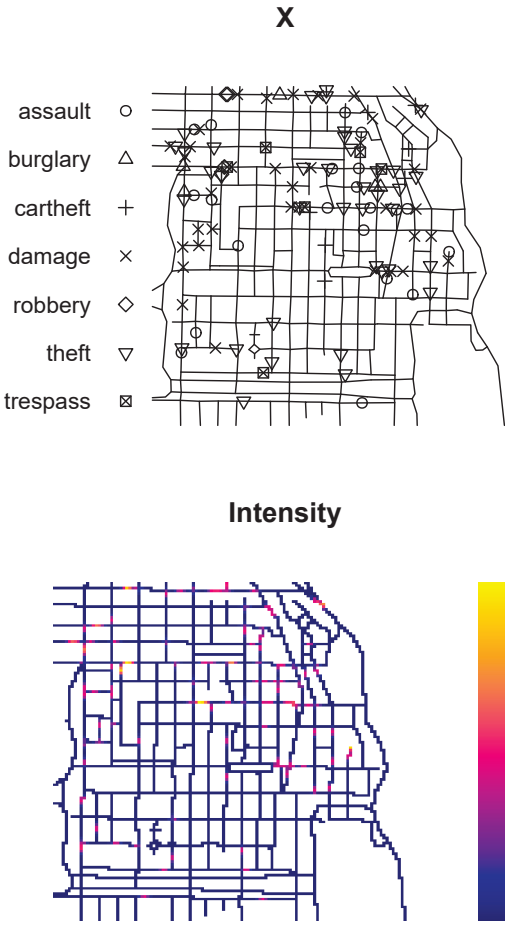 X
assault
burglary
cartheft
damage
robbery
theft
trespass
Intensity